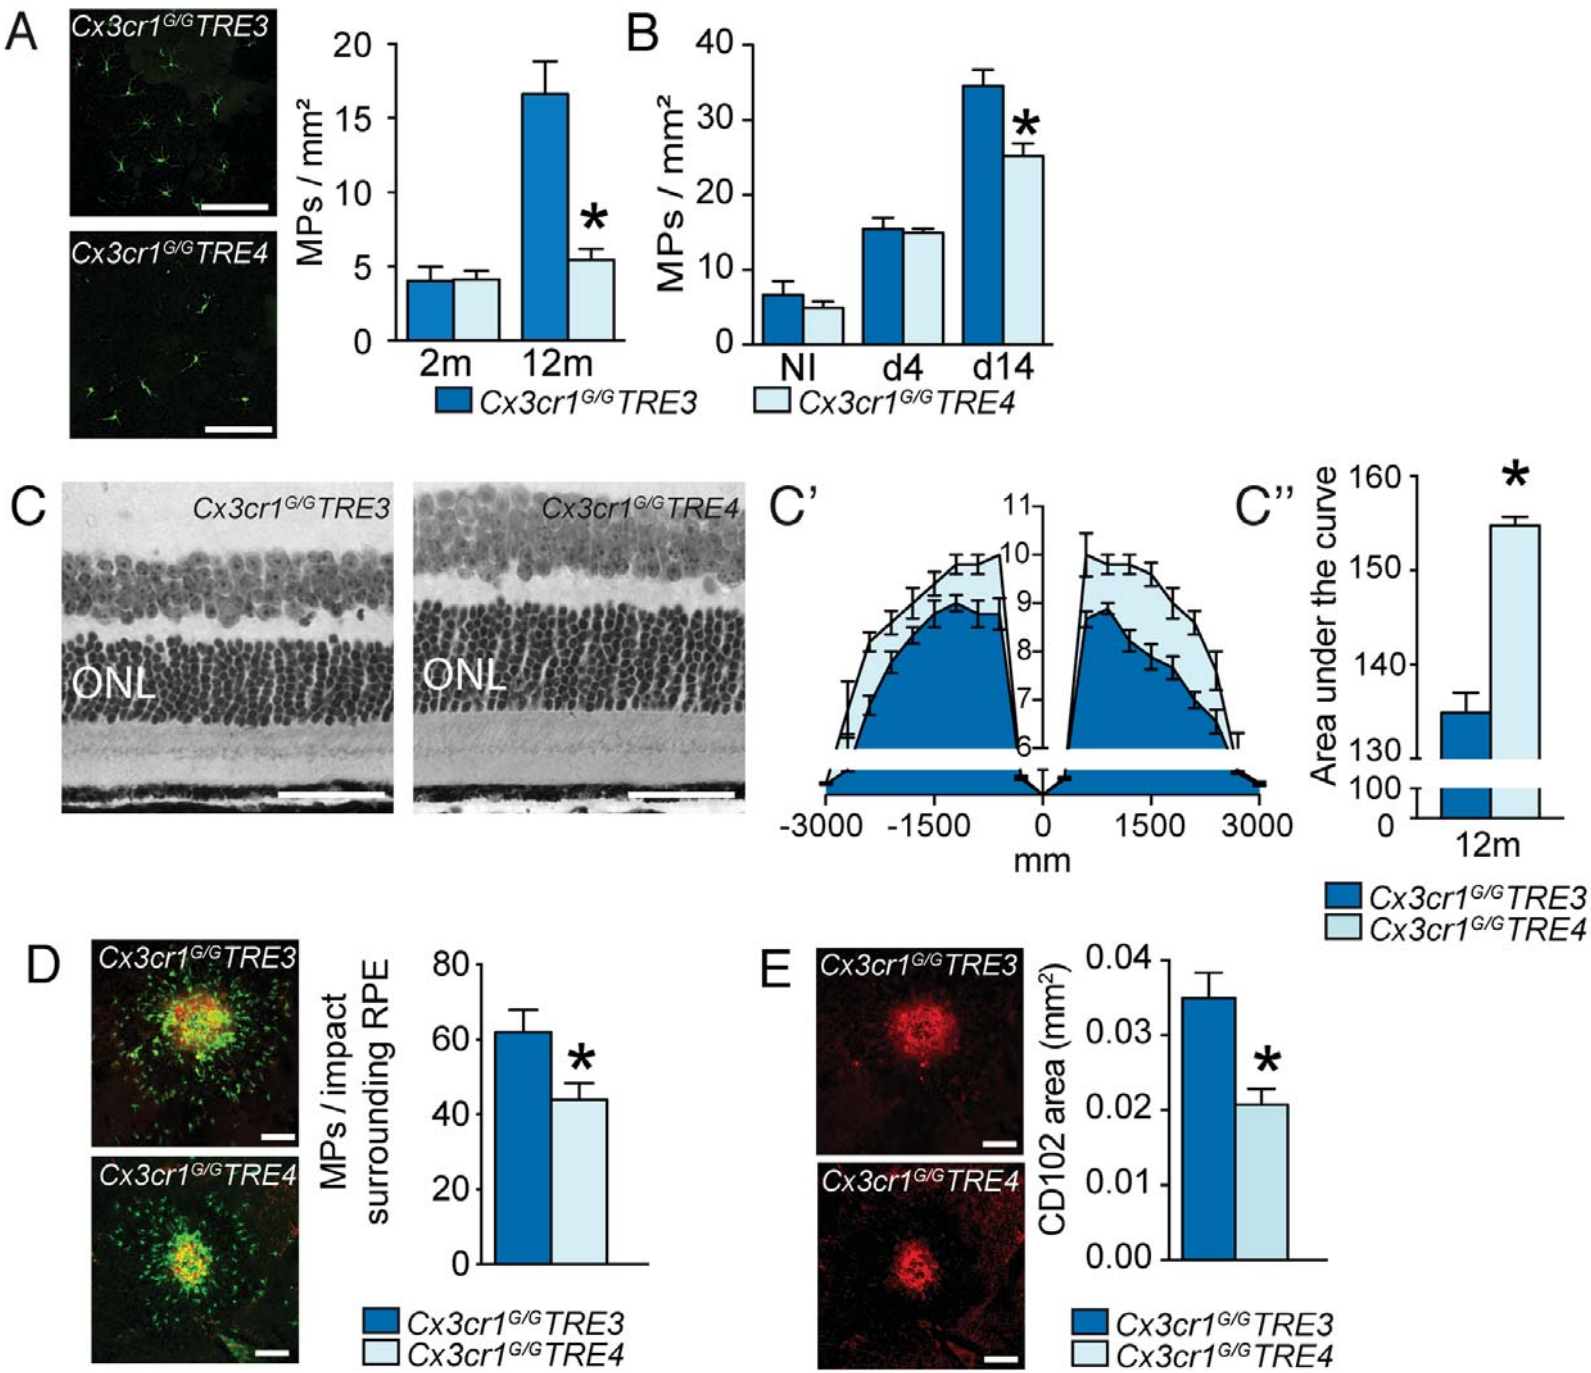 A
Cx3cr1G/GTRE3
Cx3cr1G/GTRE4
MPs / mm²
20
15
10
5
0
2m
12m
*
B
MPs / mm²
40
30
20
10
0
NI
d4
d14
*
Cx3cr1G/GTRE3
Cx3cr1G/GTRE4
C
Cx3cr1G/GTRE3
ONL
Cx3cr1G/GTRE4
ONL
C'
11
10
9
8
7
6
-3000
-1500
0
1500
3000
mm
C"
Area under the curve
160
150
140
130
100
0
*
12m
Cx3cr1G/GTRE3
Cx3cr1G/GTRE4
D
Cx3cr1G/GTRE3
Cx3cr1G/GTRE4
MPs / impact
surrounding RPE
80
60
40
20
0
*
Cx3cr1G/GTRE3
Cx3cr1G/GTRE4
E
Cx3cr1G/GTRE3
Cx3cr1G/GTRE4
CD102 area (mm²)
0.04
0.03
0.02
0.01
0.00
*
Cx3cr1G/GTRE3
Cx3cr1G/GTRE4